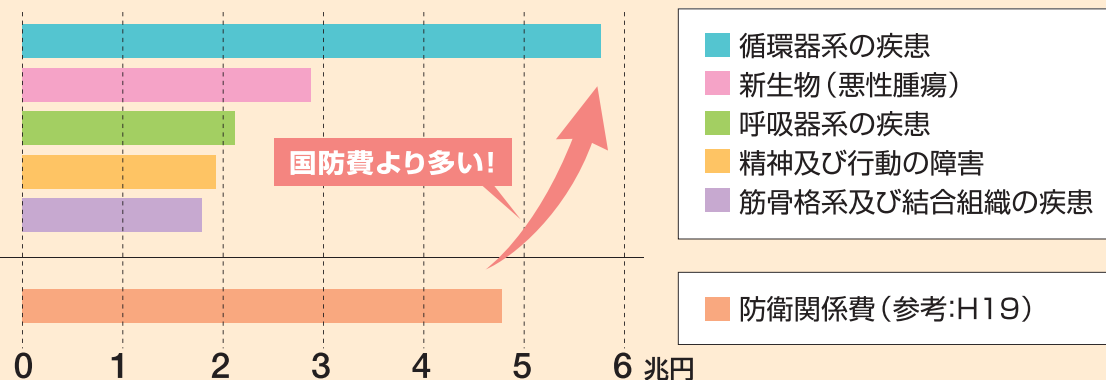 国防費より多い!
0 1 2 3 4 5 6 兆円
循環器系の疾患
新生物（悪性腫瘍）
呼吸器系の疾患
精神及び行動の障害
筋骨格系及び結合組織の疾患
防衛関係費（参考:H19）